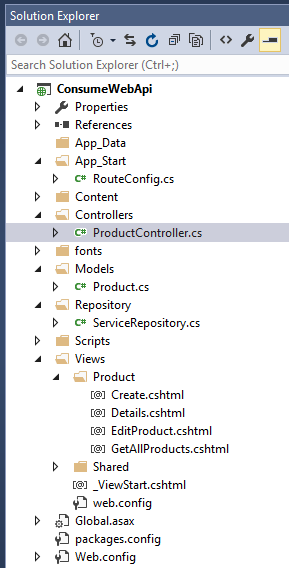 Solution Explorer
Search Solution Explorer (Ctrl+;)
ConsumeWebApi
Properties
References
App_Data
App_Start
C# RouteConfig.cs
Content
Controllers
C# ProductController.cs
fonts
Models
C# Product.cs
Repository
C# ServiceRepository.cs
Scripts
Views
Product
[@] Create.cshtml
[@] Details.cshtml
[@] EditProduct.cshtml
[@] GetAllProducts.cshtml
Shared
[@] _ViewStart.cshtml
web.config
Global.asax
packages.config
Web.config